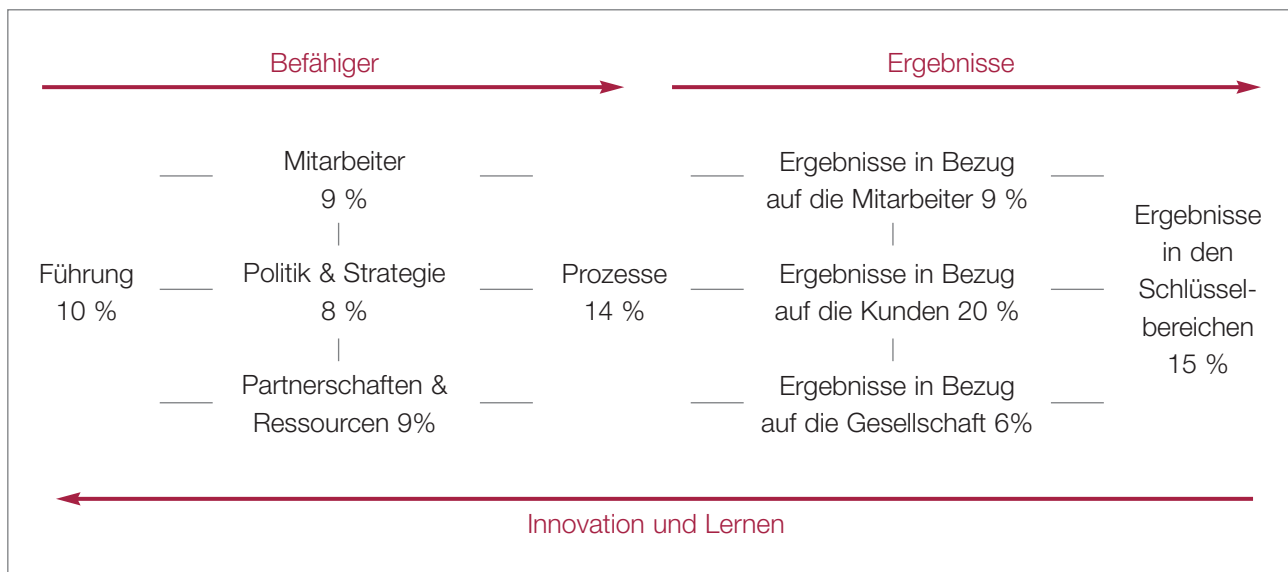 Befähiger
Ergebnisse
Mitarbeiter
9 %
Ergebnisse in Bezug
auf die Mitarbeiter 9 %
Führung
10 %
Politik & Strategie
8 %
Prozesse
14 %
Ergebnisse in Bezug
auf die Kunden 20 %
Ergebnisse
in den
Schlüssel-
bereichen
15 %
Partnerschaften &
Ressourcen 9%
Ergebnisse in Bezug
auf die Gesellschaft 6%
Innovation und Lernen